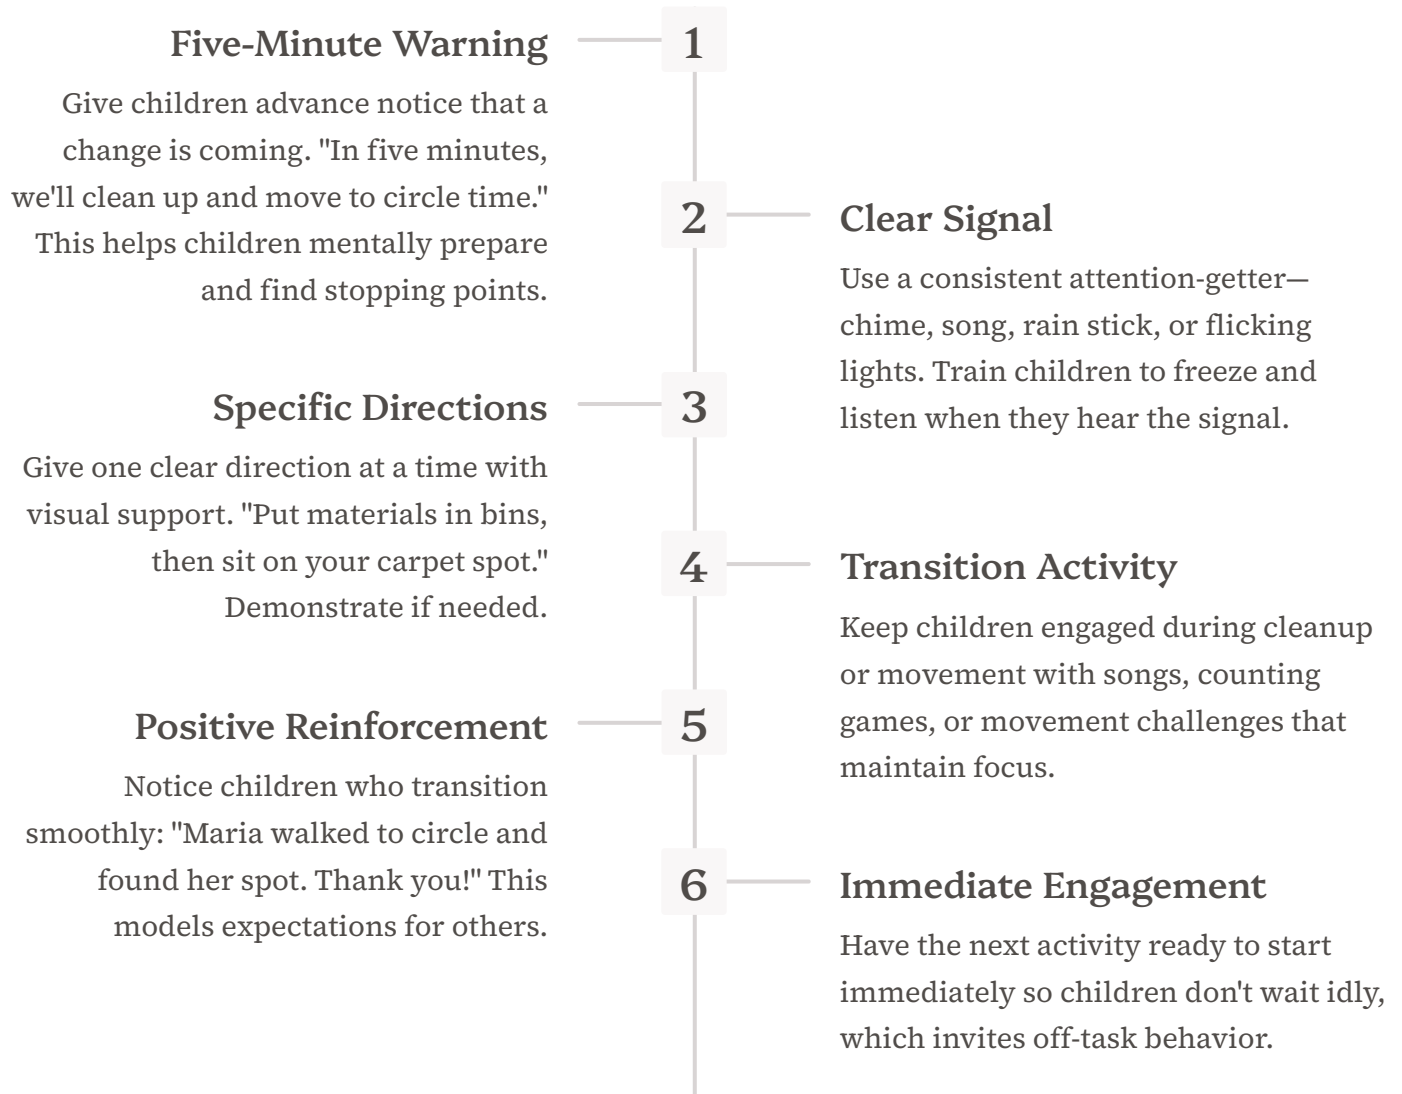 Five-Minute Warning
1
Give children advance notice that a
change is coming. "In five minutes,
we'll clean up and move to circle time."
This helps children mentally prepare
and find stopping points.
2
Clear Signal
Use a consistent attention-getter—
chime, song, rain stick, or flicking
lights. Train children to freeze and
listen when they hear the signal.
Specific Directions
3
Give one clear direction at a time with
visual support. "Put materials in bins,
then sit on your carpet spot."
Demonstrate if needed.
4
Transition Activity
Keep children engaged during cleanup
or movement with songs, counting
games, or movement challenges that
maintain focus.
Positive Reinforcement
5
Notice children who transition
smoothly: "Maria walked to circle and
found her spot. Thank you!" This
models expectations for others.
6
Immediate Engagement
Have the next activity ready to start
immediately so children don't wait idly,
which invites off-task behavior.